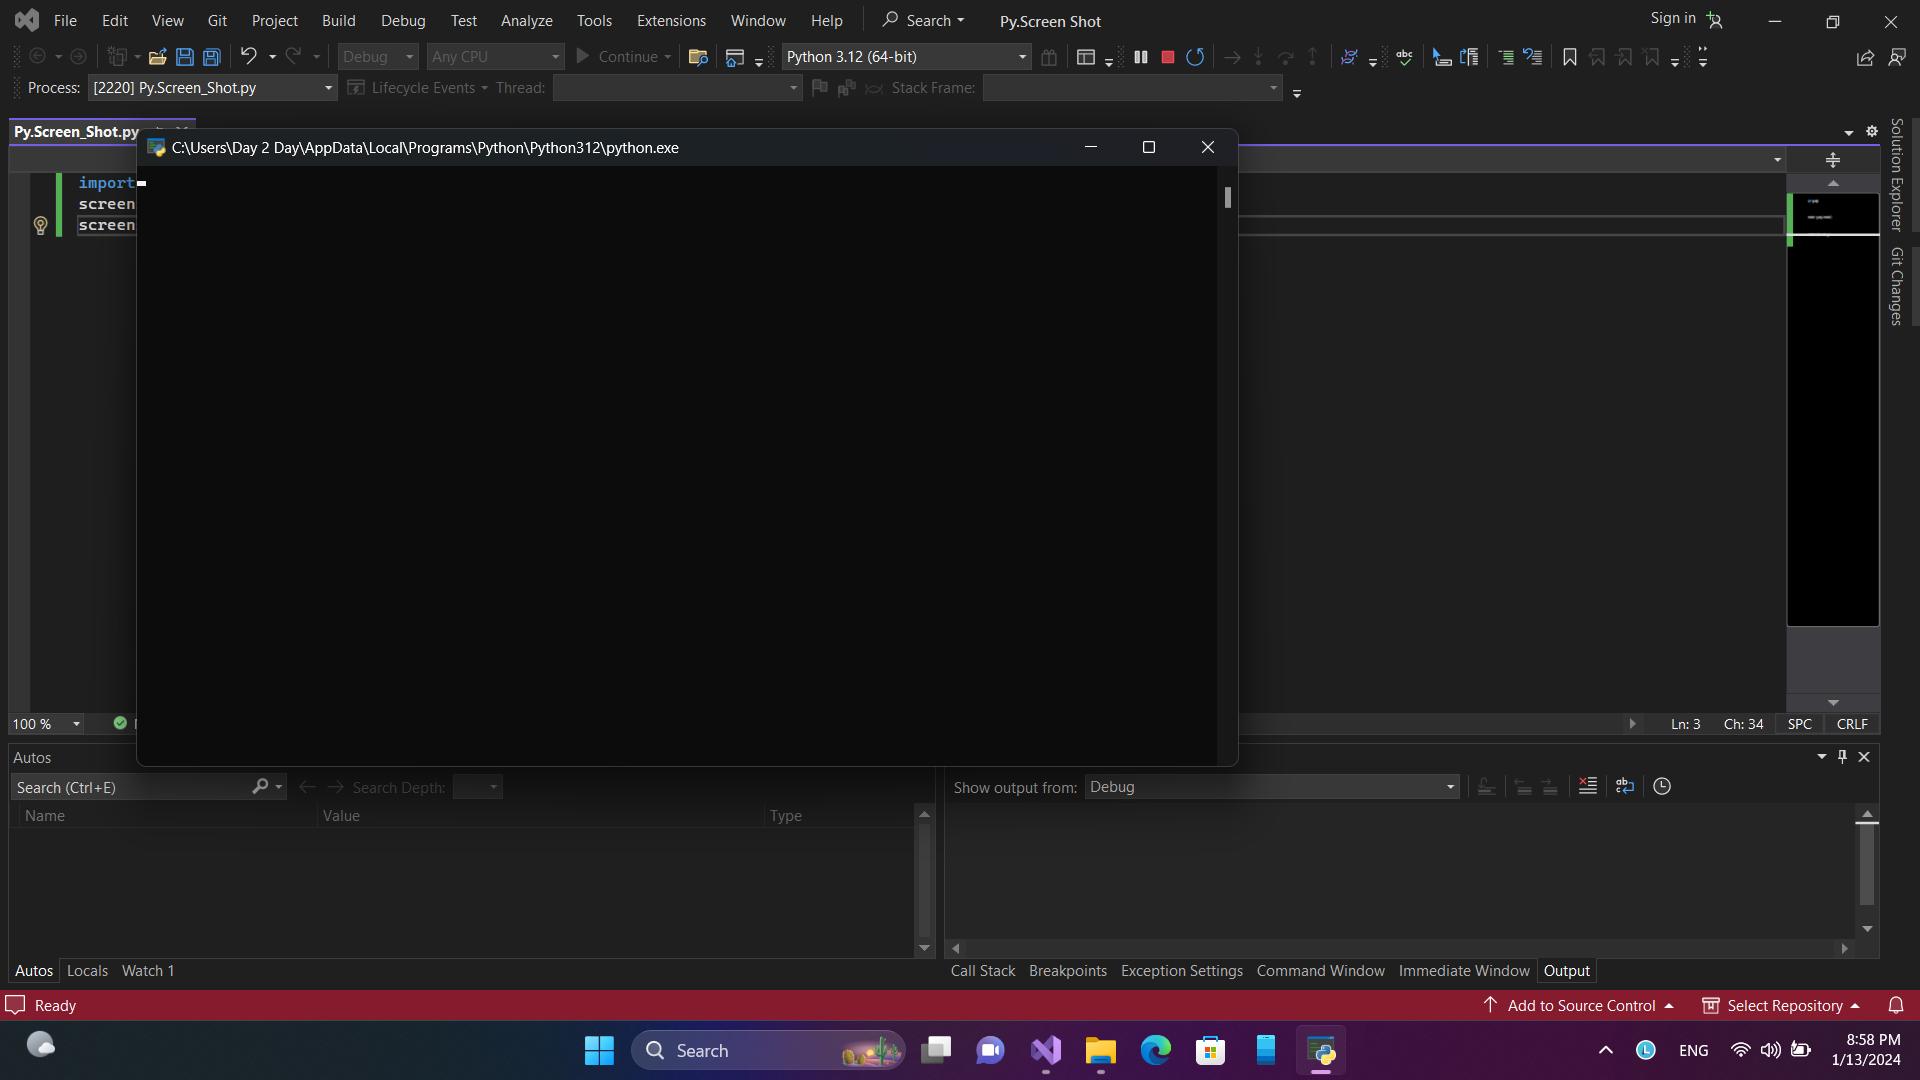 File Edit View Git Project Build Debug Test Analyze Tools Extensions Window Help Search Py.Screen Shot Sign in
Debug Any CPU Continue Python 3.12 (64-bit) abc
Process: [2220] Py.Screen_Shot.py Lifecycle Events Thread: Stack Frame:
Py.Screen_Shot.py
C:\Users\Day 2 Day\AppData\Local\Programs\Python\Python312\python.exe
import
screen
screen
Solution Explorer
Git Changes
100 % Ln: 3 Ch: 34 SPC CRLF
Autos
Search (Ctrl+E) Search Depth:
Show output from: Debug
Name Value Type
Autos Locals Watch 1
Call Stack Breakpoints Exception Settings Command Window Immediate Window Output
Ready Add to Source Control Select Repository
Search ENG 8:58 PM
1/13/2024